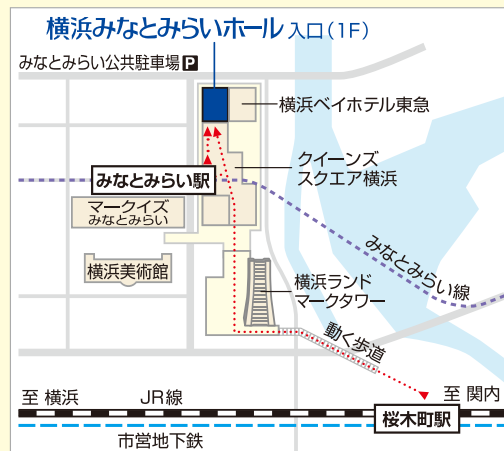 横浜みなとみらいホール 入口(1F)
みなとみらい公共駐車場 P
横浜ベイホテル東急
クイーンズ
スクエア横浜
みなとみらい駅
マークイズ
みなとみらい
みなとみらい線
横浜美術館
横浜ランド
マークタワー
動く歩道
至 横浜
JR線
至 関内
桜木町駅
市営地下鉄